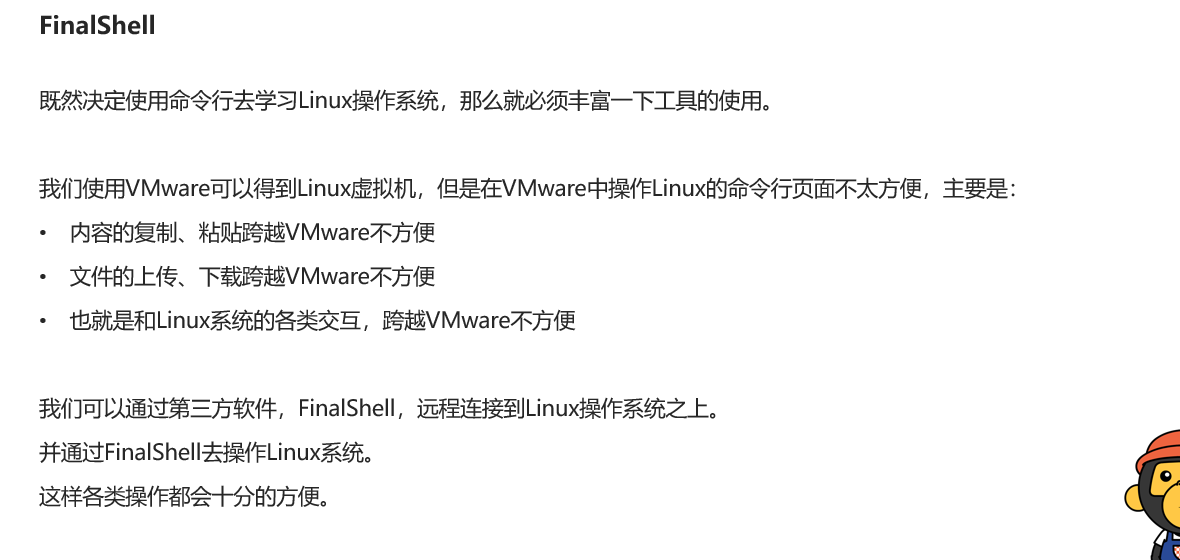 FinalShell
既然决定使用命令行去学习Linux操作系统，那么就必须丰富一下工具的使用。
我们使用VMware可以得到Linux虚拟机，但是在VMware中操作Linux的命令行页面不太方便，主要是：
• 内容的复制、粘贴跨越VMware不方便
• 文件的上传、下载跨越VMware不方便
• 也就是和Linux系统的各类交互，跨越VMware不方便
我们可以通过第三方软件，FinalShell，远程连接到Linux操作系统之上。
并通过FinalShell去操作Linux系统。
这样各类操作都会十分的方便。